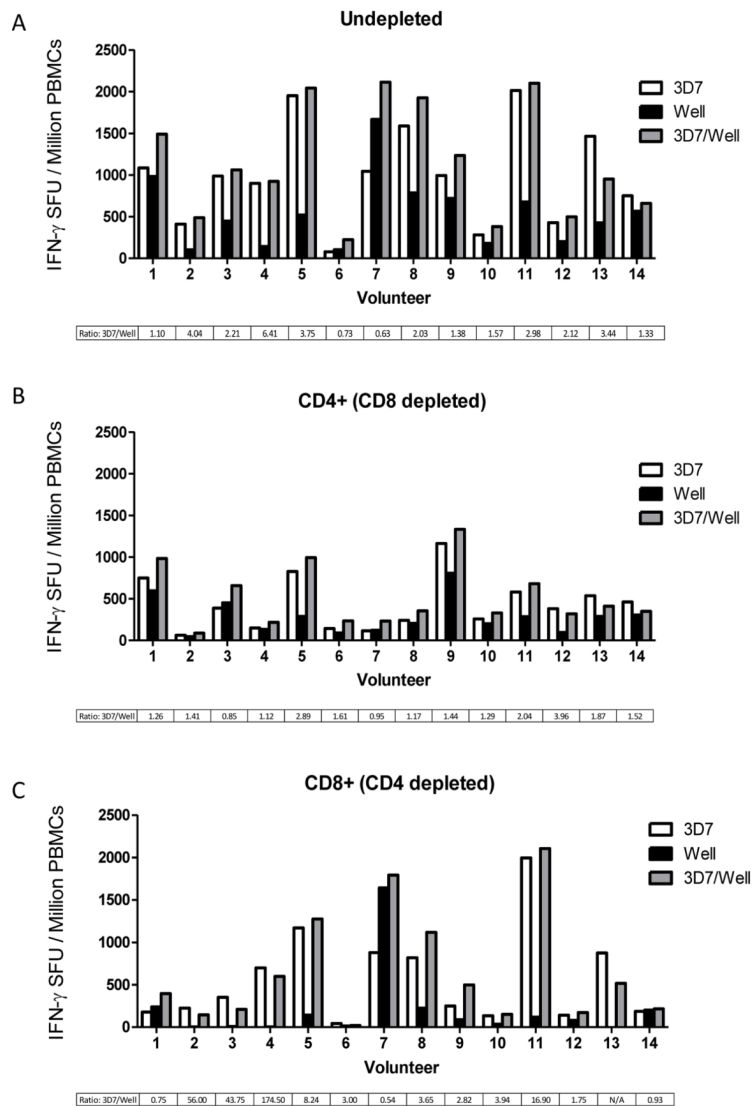 A
Undepleted
IFN-γ SFU / Million PBMCs
2500
2000
1500
1000
500
0
3D7
Well
3D7/Well
1 2 3 4 5 6 7 8 9 10 11 12 13 14
Volunteer
Ratio: 3D7/Well 1.10 4.04 2.21 6.41 3.75 0.73 0.63 2.03 1.38 1.57 2.98 2.12 3.44 1.33
B
CD4+ (CD8 depleted)
IFN-γ SFU / Million PBMCs
2500
2000
1500
1000
500
0
3D7
Well
3D7/Well
1 2 3 4 5 6 7 8 9 10 11 12 13 14
Volunteer
Ratio: 3D7/Well 1.26 1.41 0.85 1.12 2.89 1.61 0.95 1.17 1.44 1.29 2.04 3.96 1.87 1.52
C
CD8+ (CD4 depleted)
IFN-γ SFU / Million PBMCs
2500
2000
1500
1000
500
0
3D7
Well
3D7/Well
1 2 3 4 5 6 7 8 9 10 11 12 13 14
Volunteer
Ratio: 3D7/Well 0.75 56.00 43.75 174.50 8.24 3.00 0.54 3.65 2.82 3.94 16.90 1.75 N/A 0.93